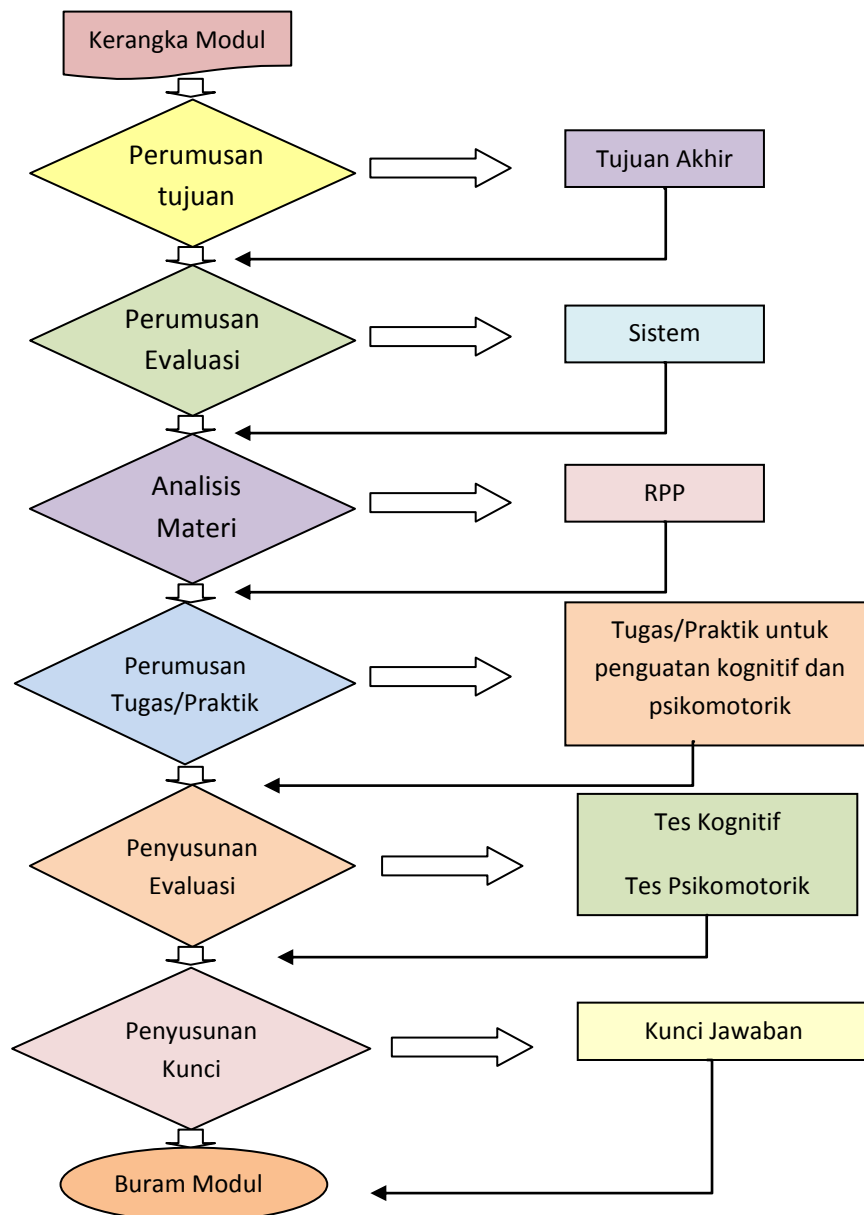 Kerangka Modul
Perumusan
tujuan
Tujuan Akhir
Perumusan
Evaluasi
Sistem
Analisis
Materi
RPP
Perumusan
Tugas/Praktik
Tugas/Praktik untuk
penguatan kognitif dan
psikomotorik
Penyusunan
Evaluasi
Tes Kognitif
Tes Psikomotorik
Penyusunan
Kunci
Kunci Jawaban
Buram Modul